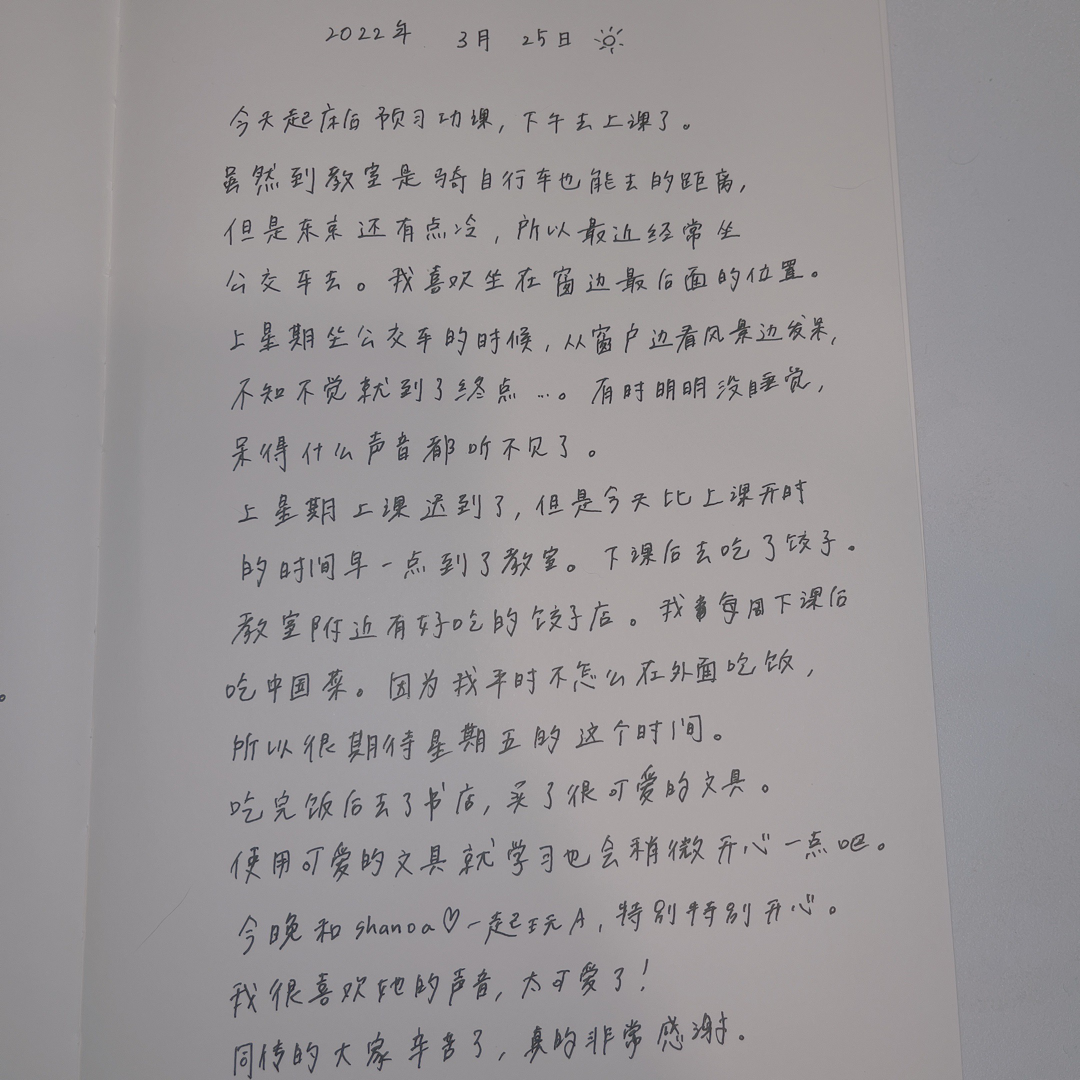 2022年 3月 25日
今天起床后预习功课，下午去上课了。
虽然到教室是骑自行车也能去的距离，
但是东京还有点冷，所以最近经常坐
公交车去。我喜欢坐在窗边最后面的位置。
上星期坐公交车的时候，从窗户边看风景边发呆，
不知不觉就到了终点…。有时明明没睡觉，
呆得什么声音都听不见了。
上星期上课迟到了，但是今天比上课开时
的时间早一点到了教室。下课后去吃了饺子。
教室附近有好吃的饺子店。我每周下课后
吃中国菜。因为我平时不怎么在外面吃饭，
所以很期待星期五的这个时间。
吃完饭后去了书店，买了很可爱的文具。
使用可爱的文具就学习也会稍微开心一点吧。
今晚和shanoa♡一起玩A，特别特别开心。
我很喜欢她的声音，太可爱了！
同传的大家辛苦了，真的非常感谢。